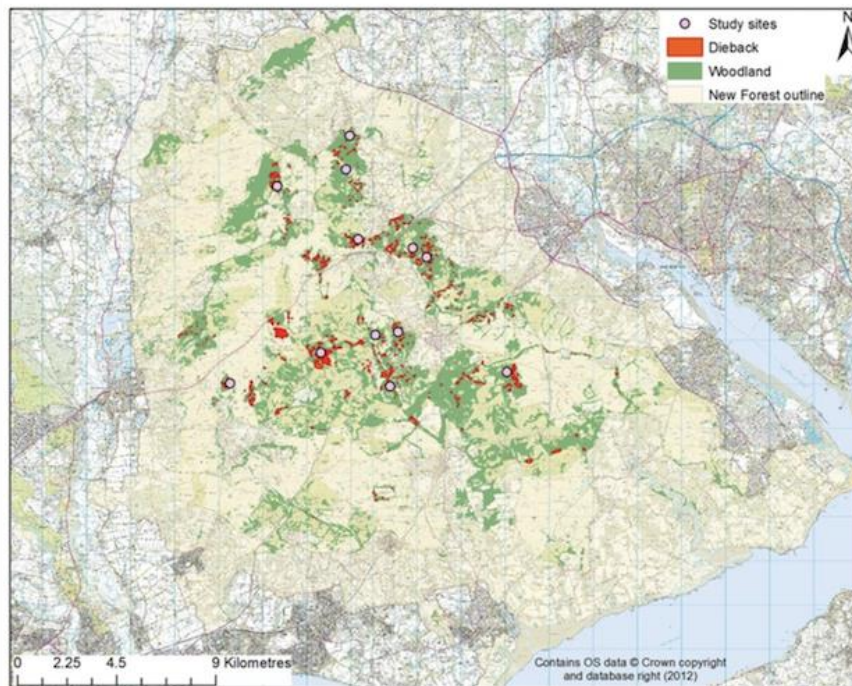 Study sites
N
Dieback
Woodland
New Forest outline
0 2.25 4.5 9 Kilometres
Contains OS data © Crown copyright
and database right (2012)